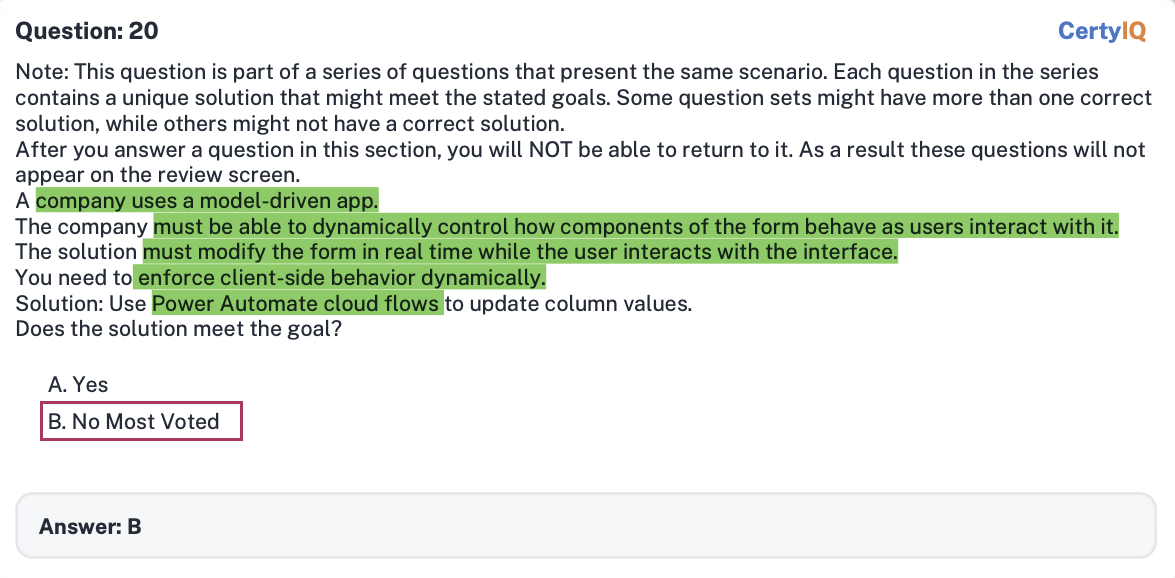 Question: 20
CertyIQ
Note: This question is part of a series of questions that present the same scenario. Each question in the series
contains a unique solution that might meet the stated goals. Some question sets might have more than one correct
solution, while others might not have a correct solution.
After you answer a question in this section, you will NOT be able to return to it. As a result these questions will not
appear on the review screen.
A company uses a model-driven app.
The company must be able to dynamically control how components of the form behave as users interact with it.
The solution must modify the form in real time while the user interacts with the interface.
You need to enforce client-side behavior dynamically.
Solution: Use Power Automate cloud flows to update column values.
Does the solution meet the goal?
A. Yes
B. No Most Voted
Answer: B